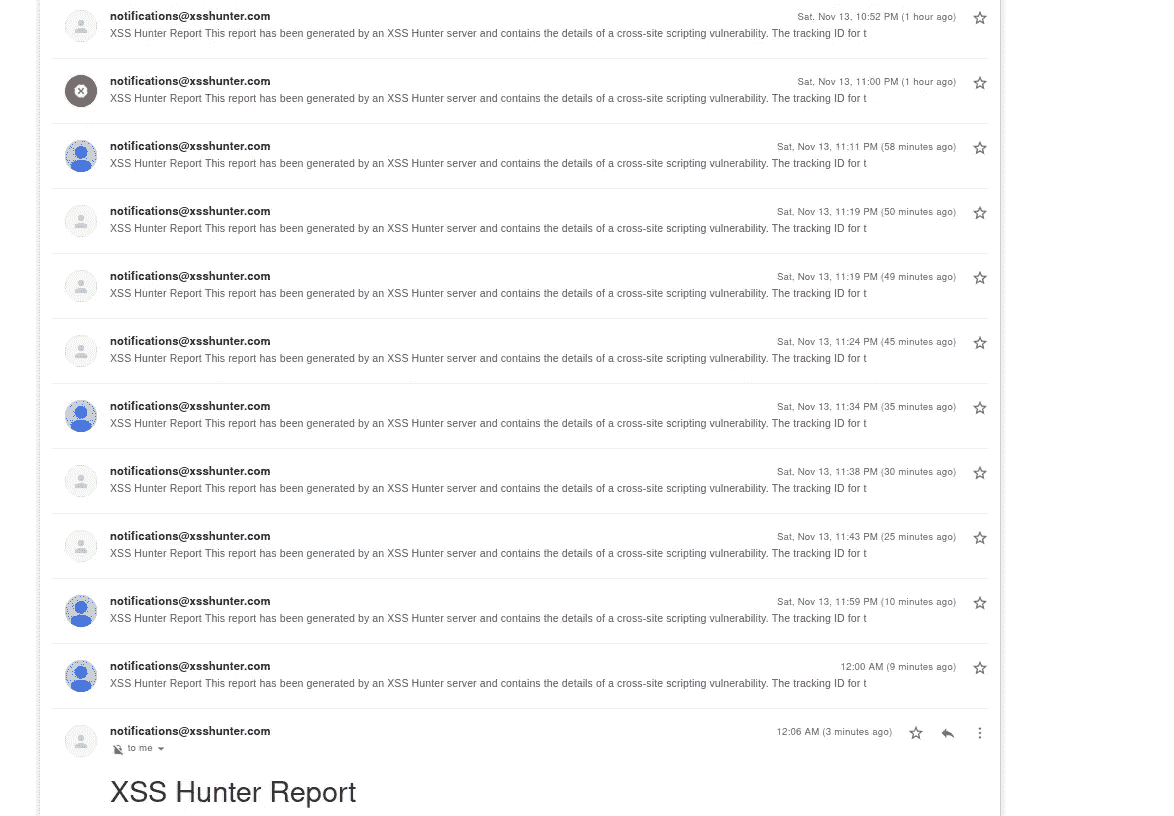 notifications@xsshunter.com Sat, Nov 13, 10:52 PM (1 hour ago)
XSS Hunter Report This report has been generated by an XSS Hunter server and contains the details of a cross-site scripting vulnerability. The tracking ID for t
notifications@xsshunter.com Sat, Nov 13, 11:00 PM (1 hour ago)
XSS Hunter Report This report has been generated by an XSS Hunter server and contains the details of a cross-site scripting vulnerability. The tracking ID for t
notifications@xsshunter.com Sat, Nov 13, 11:11 PM (58 minutes ago)
XSS Hunter Report This report has been generated by an XSS Hunter server and contains the details of a cross-site scripting vulnerability. The tracking ID for t
notifications@xsshunter.com Sat, Nov 13, 11:19 PM (50 minutes ago)
XSS Hunter Report This report has been generated by an XSS Hunter server and contains the details of a cross-site scripting vulnerability. The tracking ID for t
notifications@xsshunter.com Sat, Nov 13, 11:19 PM (49 minutes ago)
XSS Hunter Report This report has been generated by an XSS Hunter server and contains the details of a cross-site scripting vulnerability. The tracking ID for t
notifications@xsshunter.com Sat, Nov 13, 11:24 PM (45 minutes ago)
XSS Hunter Report This report has been generated by an XSS Hunter server and contains the details of a cross-site scripting vulnerability. The tracking ID for t
notifications@xsshunter.com Sat, Nov 13, 11:34 PM (35 minutes ago)
XSS Hunter Report This report has been generated by an XSS Hunter server and contains the details of a cross-site scripting vulnerability. The tracking ID for t
notifications@xsshunter.com Sat, Nov 13, 11:38 PM (30 minutes ago)
XSS Hunter Report This report has been generated by an XSS Hunter server and contains the details of a cross-site scripting vulnerability. The tracking ID for t
notifications@xsshunter.com Sat, Nov 13, 11:43 PM (25 minutes ago)
XSS Hunter Report This report has been generated by an XSS Hunter server and contains the details of a cross-site scripting vulnerability. The tracking ID for t
notifications@xsshunter.com Sat, Nov 13, 11:59 PM (10 minutes ago)
XSS Hunter Report This report has been generated by an XSS Hunter server and contains the details of a cross-site scripting vulnerability. The tracking ID for t
notifications@xsshunter.com 12:00 AM (9 minutes ago)
XSS Hunter Report This report has been generated by an XSS Hunter server and contains the details of a cross-site scripting vulnerability. The tracking ID for t
notifications@xsshunter.com 12:06 AM (3 minutes ago)
to me
XSS Hunter Report